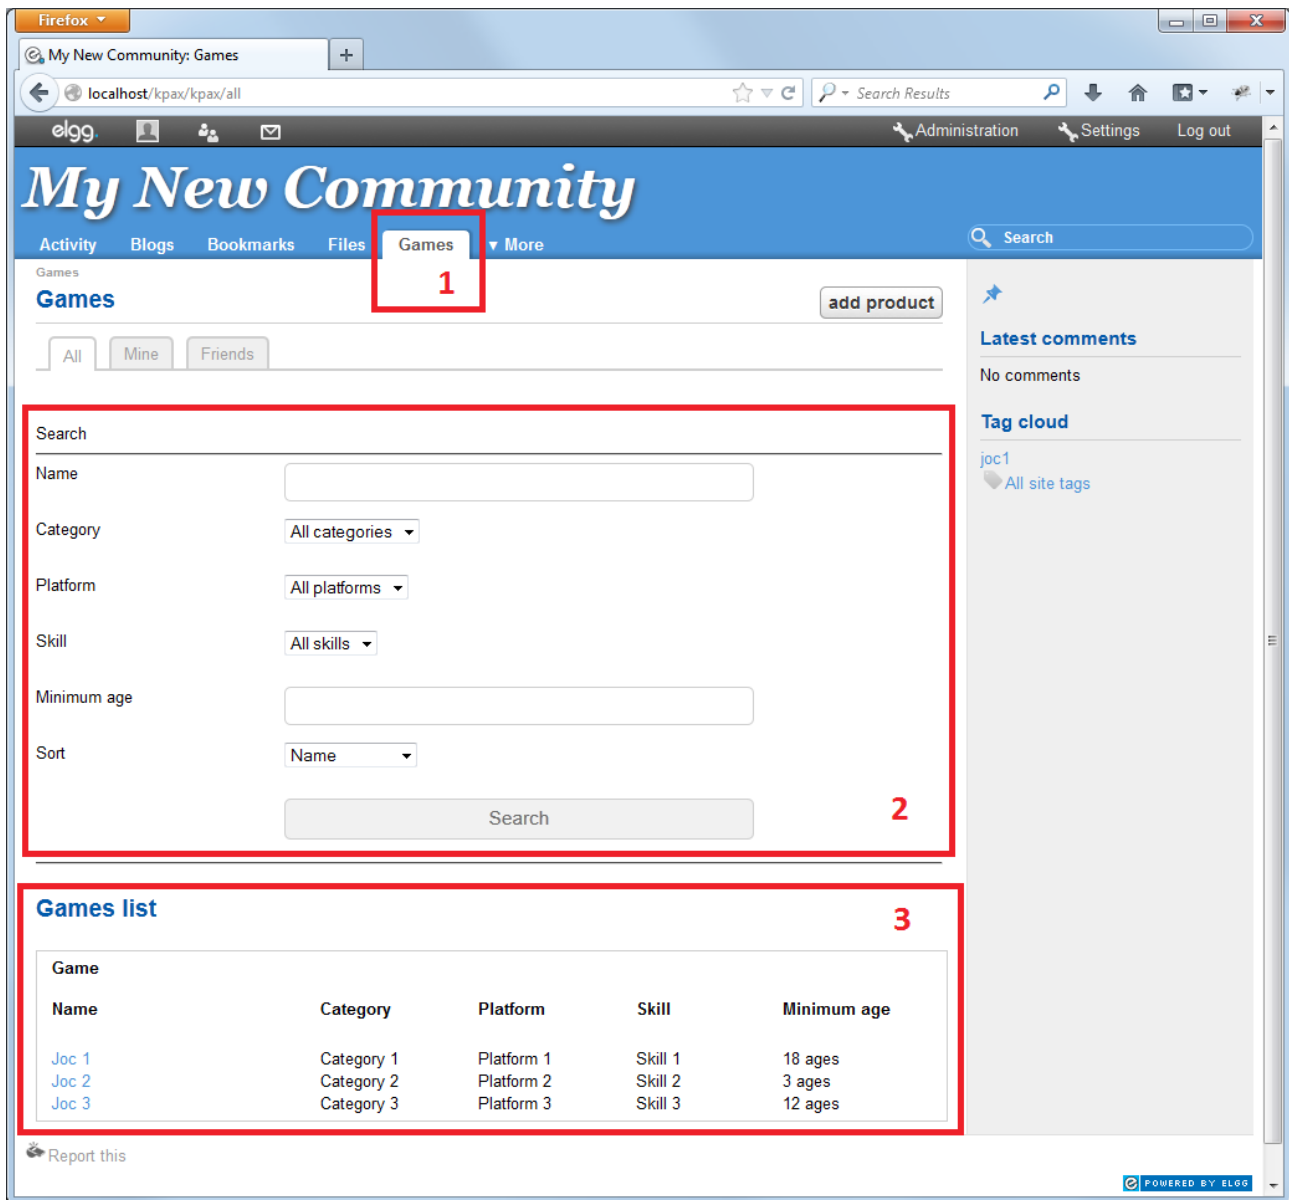 Firefox
My New Community: Games
localhost/kpax/kpax/all
Search Results
elgg.
Administration Settings Log out
My New Community
Activity Blogs Bookmarks Files Games ▾ More
Search
1
Games
Games
add product
All Mine Friends
Latest comments
No comments
Tag cloud
joc1
All site tags
Search
Name
Category All categories
Platform All platforms
Skill All skills
Minimum age
Sort Name
Search
2
Games list
3
Game
Name Category Platform Skill Minimum age
Joc 1 Category 1 Platform 1 Skill 1 18 ages
Joc 2 Category 2 Platform 2 Skill 2 3 ages
Joc 3 Category 3 Platform 3 Skill 3 12 ages
Report this
POWERED BY ELGG